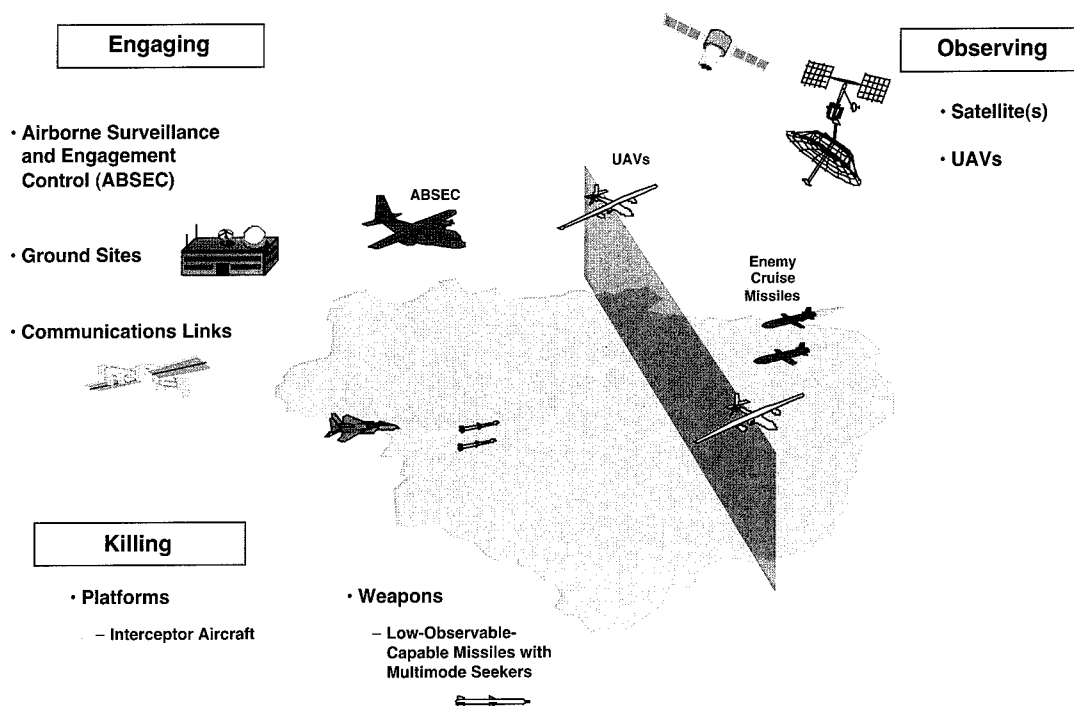 Engaging
Observing
• Airborne Surveillance
and Engagement
Control (ABSEC)
• Ground Sites
• Communications Links
• Satellite(s)
• UAVs
UAVs
ABSEC
Enemy
Cruise
Missiles
Killing
• Platforms
– Interceptor Aircraft
• Weapons
– Low-Observable-
Capable Missiles with
Multimode Seekers